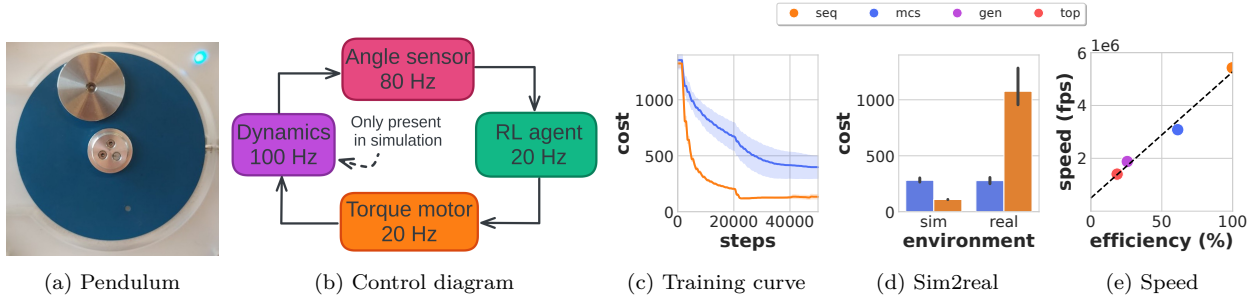 seq mcs gen top
Angle sensor
80 Hz
Dynamics
100 Hz
Only present
in simulation
RL agent
20 Hz
Torque motor
20 Hz
cost
1000
500
0
0 20000 40000
steps
cost
1000
500
0
sim real
environment
1e6
speed (fps)
6
4
2
0 50 100
efficiency (%)
(a) Pendulum
(b) Control diagram
(c) Training curve
(d) Sim2real
(e) Speed